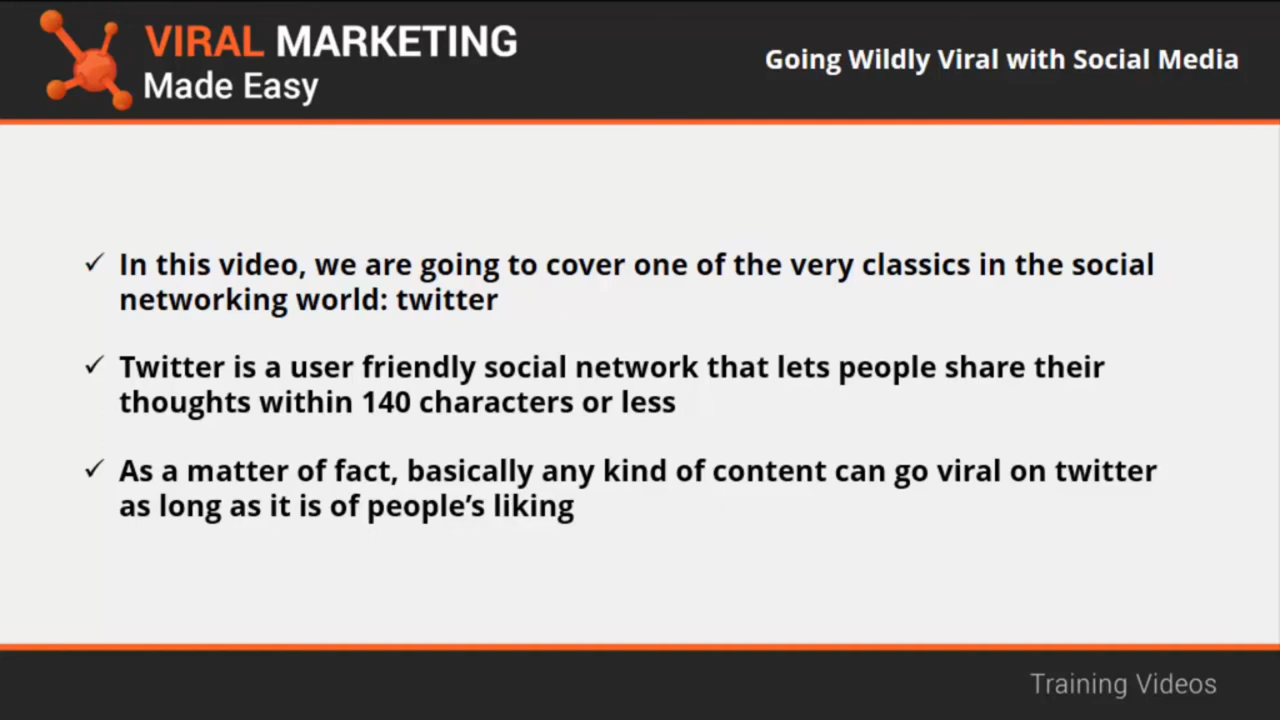 VIRAL MARKETING
Made Easy
Going Wildly Viral with Social Media
✓ In this video, we are going to cover one of the very classics in the social
networking world: twitter
✓ Twitter is a user friendly social network that lets people share their
thoughts within 140 characters or less
✓ As a matter of fact, basically any kind of content can go viral on twitter
as long as it is of people’s liking
Training Videos